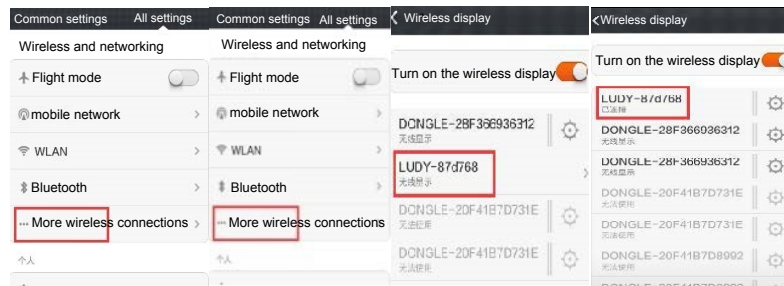 Common settings All settings
Wireless and networking
Flight mode
mobile network
WLAN
Bluetooth
More wireless connections
个人
Common settings All settings
Wireless and networking
Flight mode
mobile network
WLAN
Bluetooth
More wireless connections
个人
Wireless display
Turn on the wireless display
DONGLE-28F366936312
无线显示
LUDY-87d768
无线显示
DONGLE-20F41B7D731E
无法使用
DONGLE-20F41B7D731E
无法使用
Wireless display
Turn on the wireless display
LUDY-87d768
已连接
DONGLE-28F366936312
无线显示
DONGLE-28F366936312
无线显示
DONGLE-20F41B7D731E
无法使用
DONGLE-20F41B7D731E
无法使用
DONGLE-20F41B7D8992
无法使用